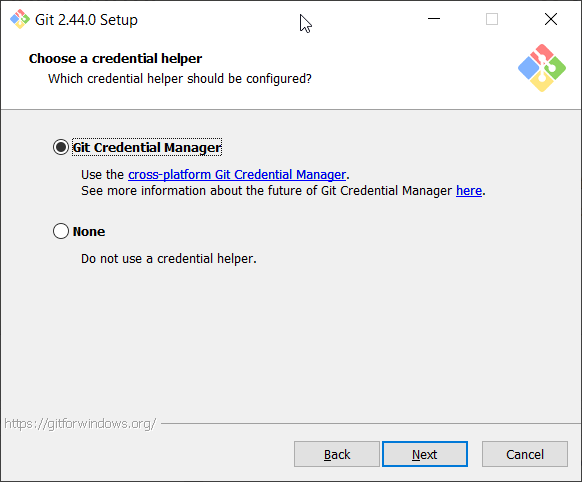 Git 2.44.0 Setup
Choose a credential helper
Which credential helper should be configured?
Git Credential Manager
Use the cross-platform Git Credential Manager.
See more information about the future of Git Credential Manager here.
None
Do not use a credential helper.
https://gitforwindows.org/
Back Next Cancel